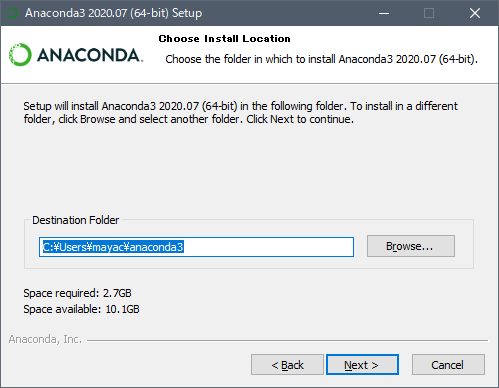 Anaconda3 2020.07 (64-bit) Setup
Choose Install Location
Choose the folder in which to install Anaconda3 2020.07 (64-bit).
ANACONDA.
Setup will install Anaconda3 2020.07 (64-bit) in the following folder. To install in a different
folder, click Browse and select another folder. Click Next to continue.
Destination Folder
C:¥Users¥mayac¥anaconda3
Browse...
Space required: 2.7GB
Space available: 10.1GB
Anaconda, Inc.
< Back
Next >
Cancel